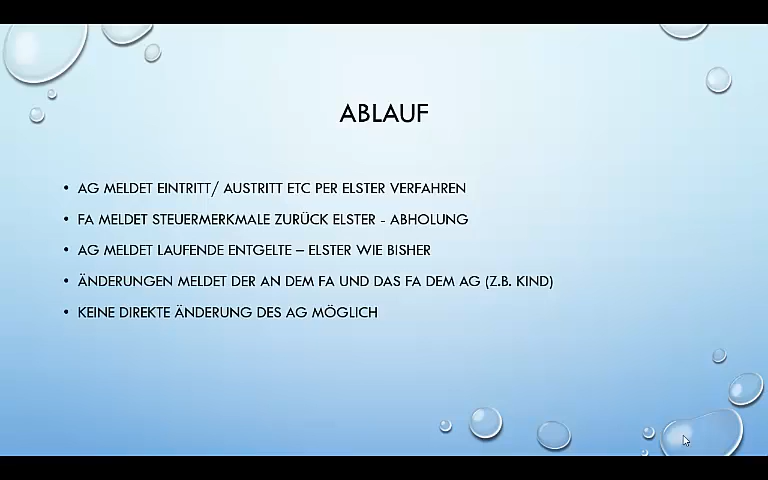 ABLAUF
• AG MELDET EINTRITT/ AUSTRITT ETC PER ELSTER VERFAHREN
• FA MELDET STEUERMERKMALE ZURÜCK ELSTER - ABHOLUNG
• AG MELDET LAUFENDE ENTGELTE – ELSTER WIE BISHER
• ÄNDERUNGEN MELDET DER AN DEM FA UND DAS FA DEM AG (Z.B. KIND)
• KEINE DIREKTE ÄNDERUNG DES AG MÖGLICH